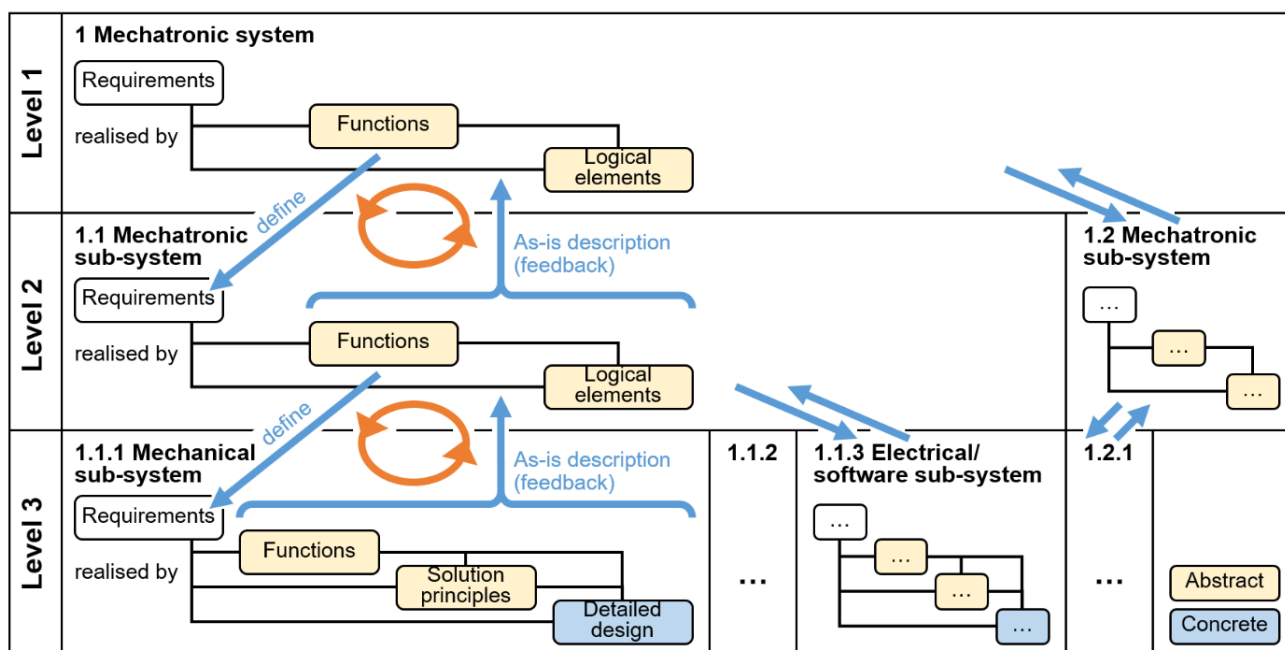 Level 1
1 Mechatronic system
Requirements
realised by
Functions
Logical
elements
define
Level 2
1.1 Mechatronic
sub-system
Requirements
realised by
Functions
Logical
elements
As-is description
(feedback)
define
1.2 Mechatronic
sub-system
...
...
...
Level 3
1.1.1 Mechanical
sub-system
Requirements
realised by
Functions
Solution
principles
Detailed
design
As-is description
(feedback)
1.1.2
...
1.1.3 Electrical/
software sub-system
...
...
...
...
1.2.1
...
Abstract
Concrete